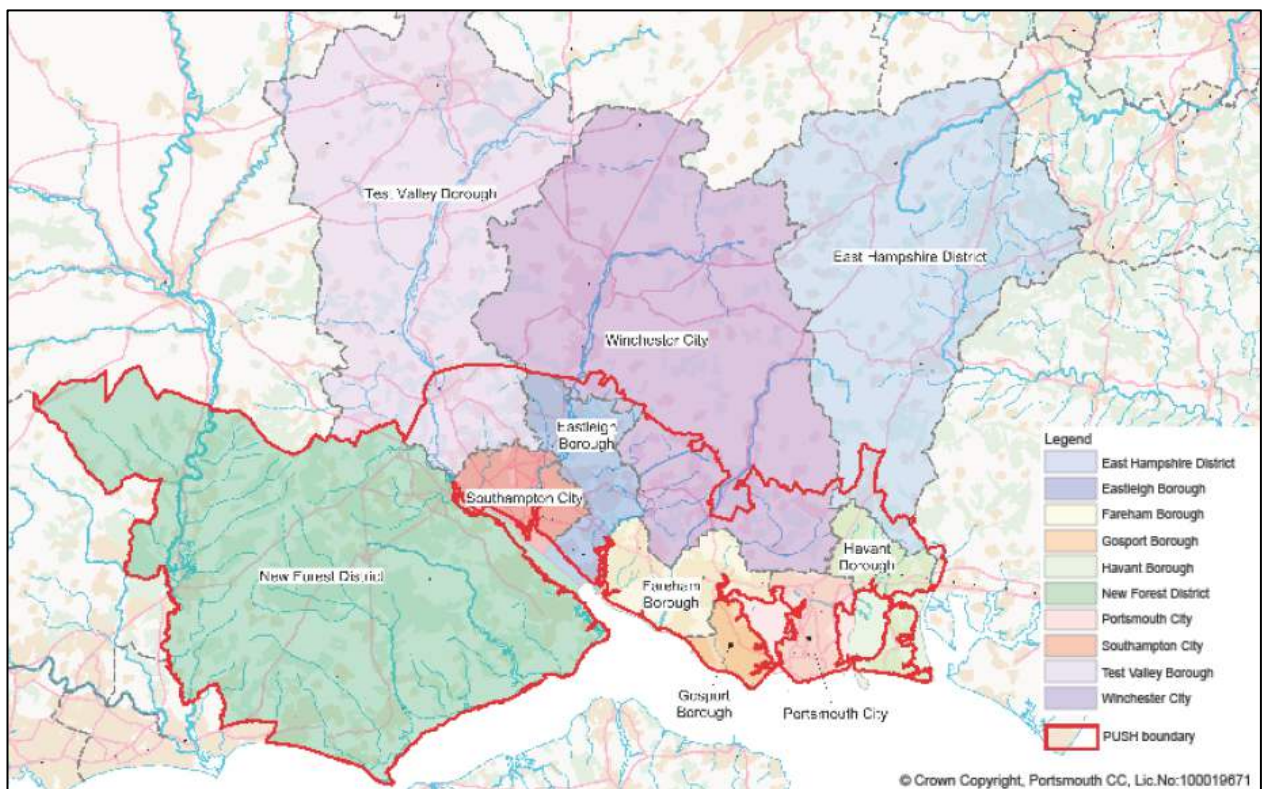 Test Valley Borough
East Hampshire District
Winchester City
Eastleigh
Borough
Southampton City
Havant
Borough
New Forest District
Fareham
Borough
Gosport
Borough
Portsmouth City
Legend
East Hampshire District
Eastleigh Borough
Fareham Borough
Gosport Borough
Havant Borough
New Forest District
Portsmouth City
Southampton City
Test Valley Borough
Winchester City
PUSH boundary
© Crown Copyright, Portsmouth CC, Lic.No:100019671